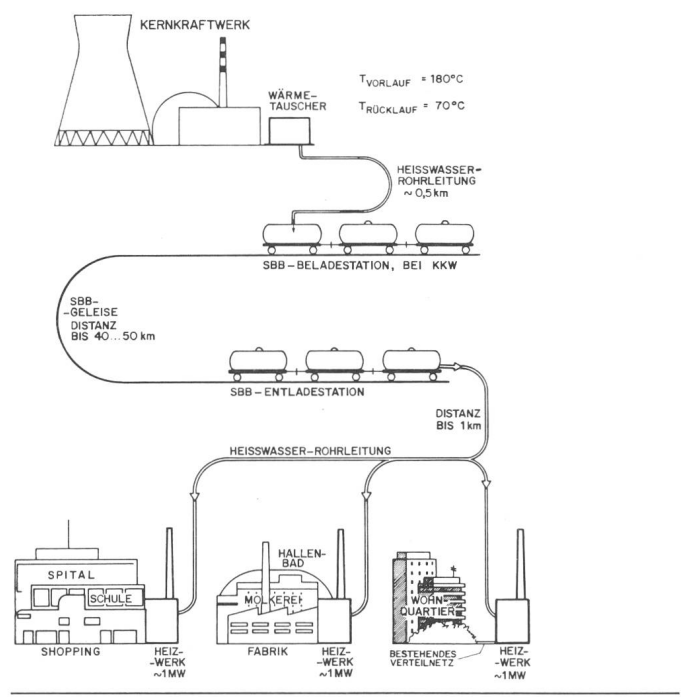 KERNKRAFTWERK
WÄRME-
TAUSCHER
TVORLAUF = 180°C
TRÜCKLAUF = 70°C
HEISSWASSER-
ROHRLEITUNG
~ 0,5 km
SBB-BELADESTATION, BEI KKW
SBB-
-GELEISE
DISTANZ
BIS 40...50 km
SBB-ENTLADESTATION
DISTANZ
BIS 1 km
HEISSWASSER-ROHRLEITUNG
SPITAL
SCHULE
SHOPPING
HEIZ-
-WERK
~1MW
HALLEN-
BAD
MOLKEREI
FABRIK
HEIZ-
-WERK
~1MW
WOHN-
QUARTIER
BESTEHENDES
VERTEILNETZ
HEIZ-
-WERK
~1MW